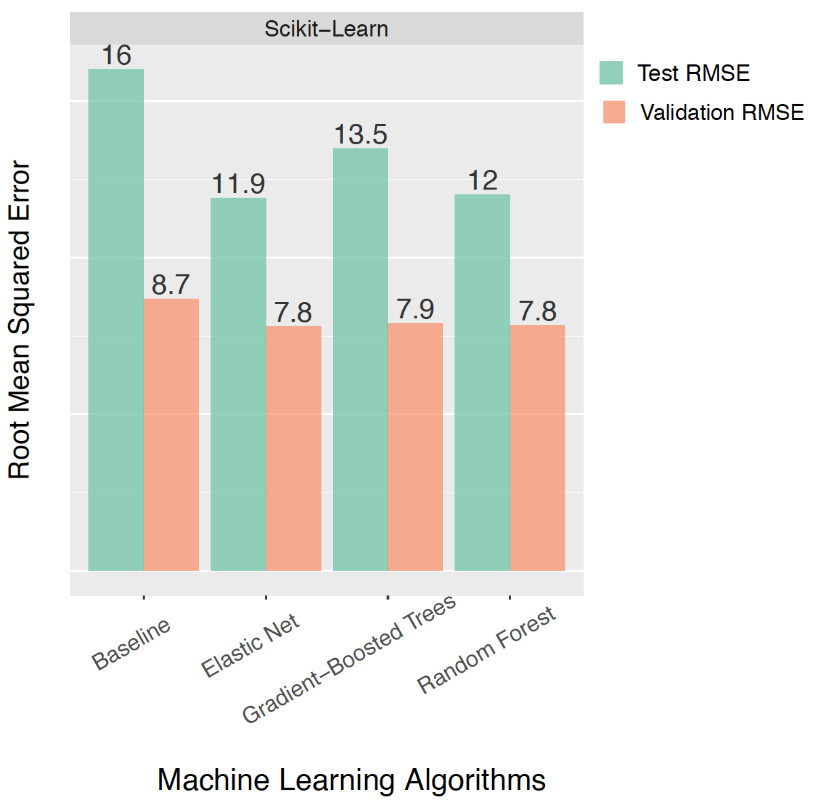 Scikit−Learn
Test RMSE
Validation RMSE
Root Mean Squared Error
16
8.7
11.9
7.8
13.5
7.9
12
7.8
Baseline
Elastic Net
Gradient−Boosted Trees
Random Forest
Machine Learning Algorithms